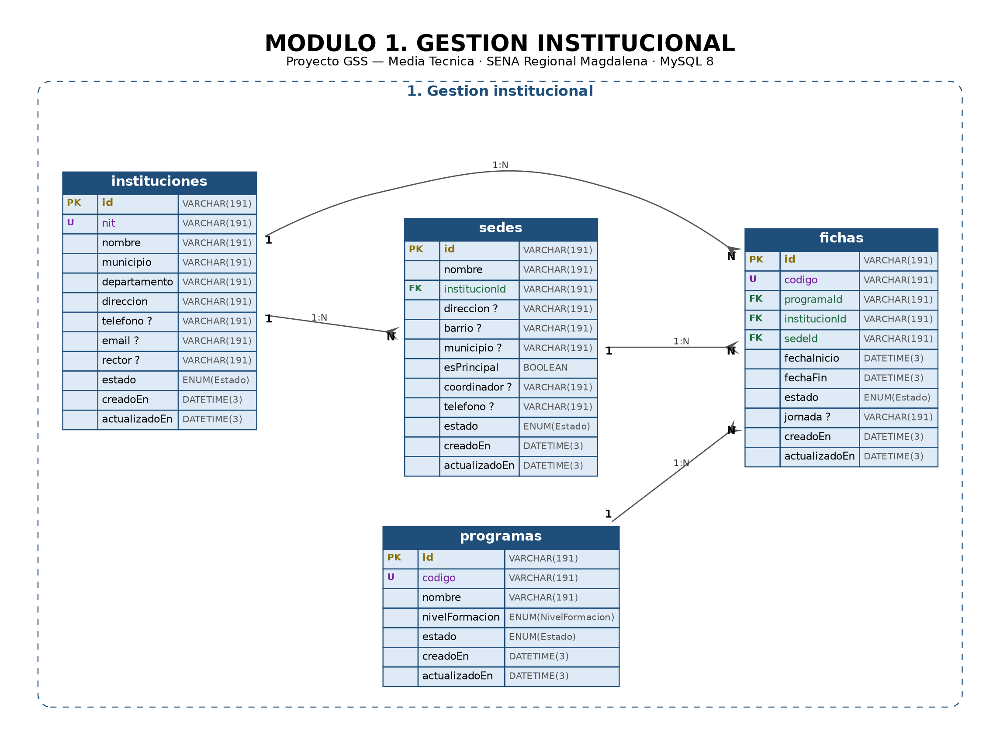 MODULO 1. GESTION INSTITUCIONAL
Proyecto GSS — Media Tecnica · SENA Regional Magdalena · MySQL 8
1. Gestion institucional
instituciones
PK id VARCHAR(191)
U nit VARCHAR(191)
nombre VARCHAR(191)
municipio VARCHAR(191)
departamento VARCHAR(191)
direccion VARCHAR(191)
telefono ? VARCHAR(191)
email ? VARCHAR(191)
rector ? VARCHAR(191)
estado ENUM(Estado)
creadoEn DATETIME(3)
actualizadoEn DATETIME(3)
1:N
1
N
1
1:N
N
sedes
PK id VARCHAR(191)
nombre VARCHAR(191)
FK institucionId VARCHAR(191)
direccion ? VARCHAR(191)
barrio ? VARCHAR(191)
municipio ? VARCHAR(191)
esPrincipal BOOLEAN
coordinador ? VARCHAR(191)
telefono ? VARCHAR(191)
estado ENUM(Estado)
creadoEn DATETIME(3)
actualizadoEn DATETIME(3)
1
1:N
N
fichas
PK id VARCHAR(191)
U codigo VARCHAR(191)
FK programaId VARCHAR(191)
FK institucionId VARCHAR(191)
FK sedeId VARCHAR(191)
fechaInicio DATETIME(3)
fechaFin DATETIME(3)
estado ENUM(Estado)
jornada ? VARCHAR(191)
creadoEn DATETIME(3)
actualizadoEn DATETIME(3)
N
1:N
1
programas
PK id VARCHAR(191)
U codigo VARCHAR(191)
nombre VARCHAR(191)
nivelFormacion ENUM(NivelFormacion)
estado ENUM(Estado)
creadoEn DATETIME(3)
actualizadoEn DATETIME(3)